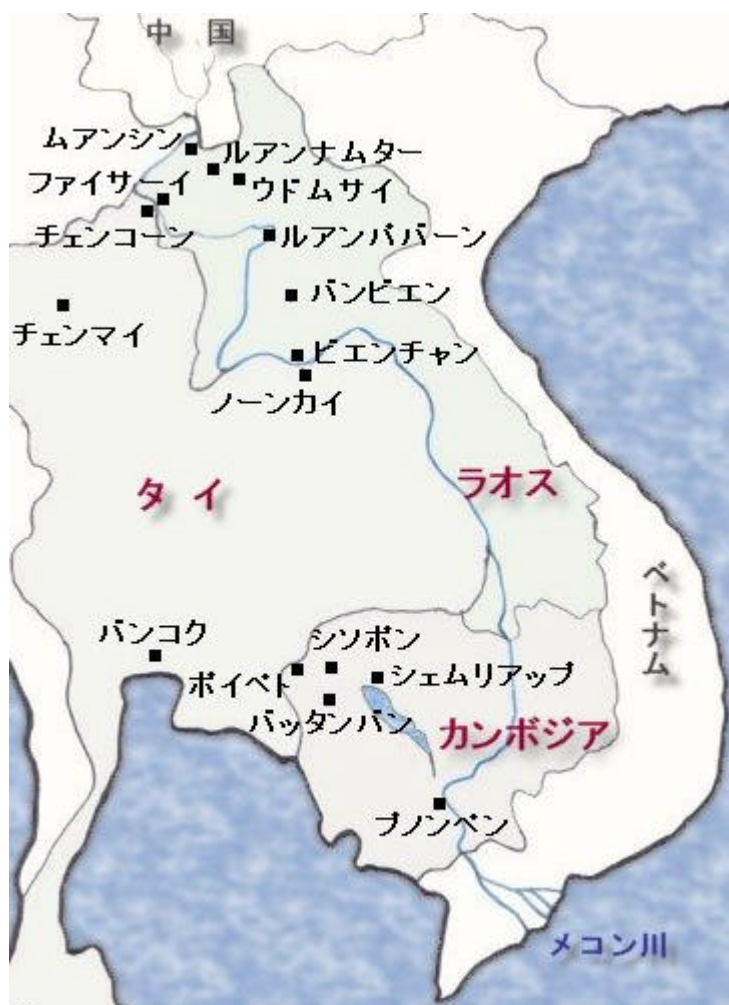 中 国
ムアンシン
ルアンナムター
ファイサーイ
ウドムサイ
チェンコーン
ルアンパバーン
バンビエン
チェンマイ
ビエンチャン
ノーンカイ
タイ
ラオス
ベトナム
バンコク
シソポン
ポイペト
シェムリアップ
バッタンバン
カンボジア
プノンペン
メコン川